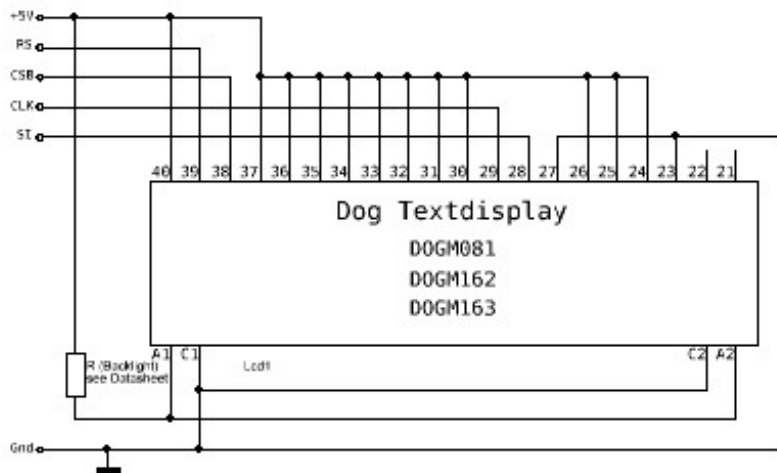 +5V
RS
CSB
CLK
SI
40 39 38 37 36 35 34 33 32 31 30 29 28 27 26 25 24 23 22 21
Dog Textdisplay
DOGM081
DOGM162
DOGM163
A1 C1 C2 A2
R (Backlight)
see Datasheet
Lcd1
Gnd